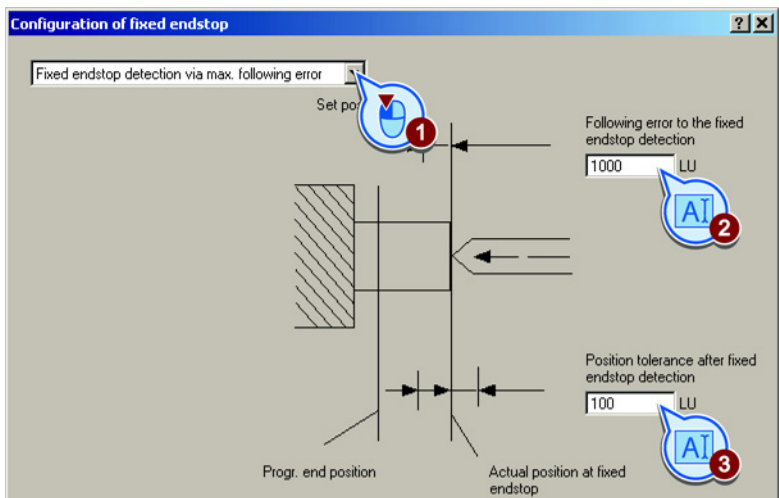 Configuration of fixed endstop
Fixed endstop detection via max. following error
Set
1
Following error to the fixed
endstop detection
1000 LU
AI
2
Position tolerance after fixed
endstop detection
100 LU
AI
3
Progr. end position
Actual position at fixed
endstop